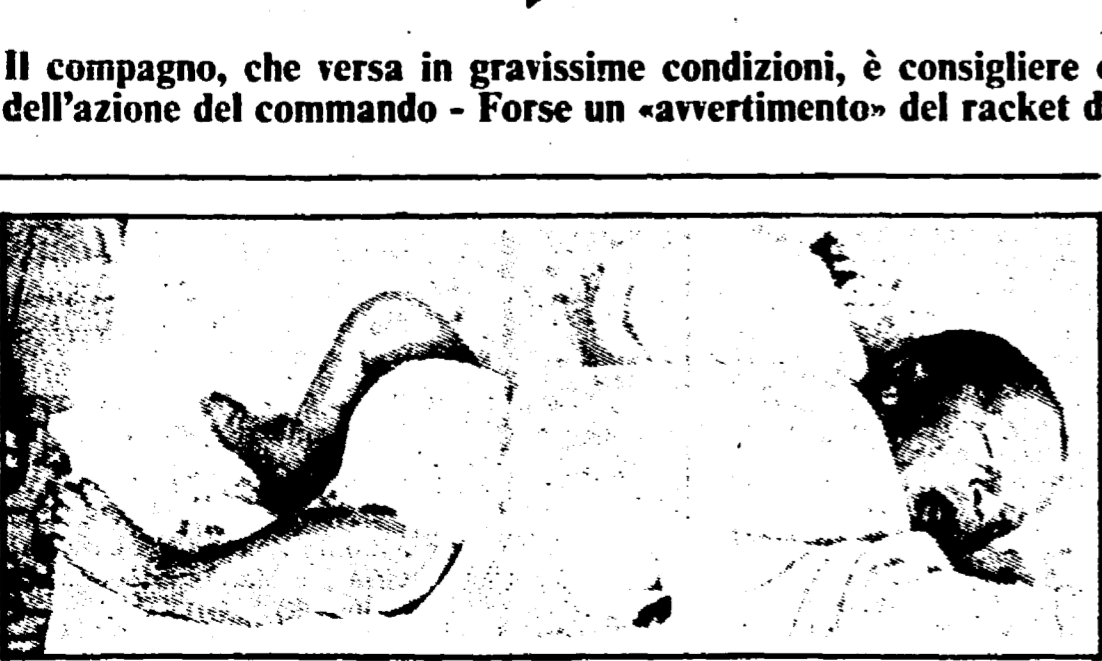 Il compagno, che versa in gravissime condizioni, è consigliere
dell'azione del commando - Forse un «avvertimento» del racket d